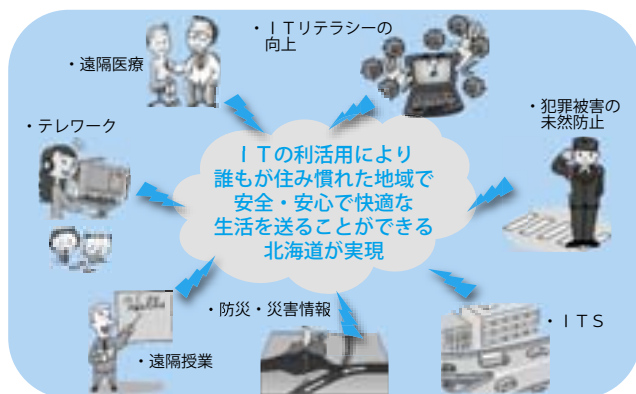 ・ＩＴリテラシーの
向上
・遠隔医療
・犯罪被害の
未然防止
・テレワーク
ＩＴの利活用により
誰もが住み慣れた地域で
安全・安心で快適な
生活を送ることができる
北海道が実現
・防災・災害情報
・ＩＴＳ
・遠隔授業